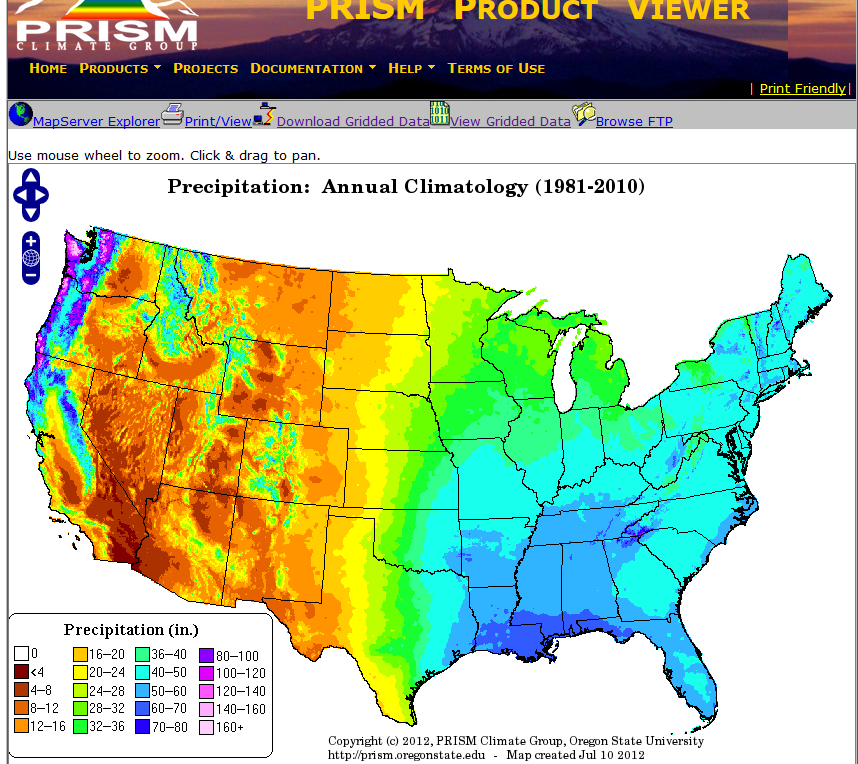 PRISM PRODUCT VIEWER
PRISM
CLIMATE GROUP
HOME PRODUCTS PROJECTS DOCUMENTATION HELP TERMS OF USE
| Print Friendly |
MapServer Explorer Print/View Download Gridded Data View Gridded Data Browse FTP
Use mouse wheel to zoom. Click & drag to pan.
Precipitation: Annual Climatology (1981-2010)
Precipitation (in.)
0 16–20 36–40 80–100
<4 20–24 40–50 100–120
4–8 24–28 50–60 120–140
8–12 28–32 60–70 140–160
12–16 32–36 70–80 160+
Copyright (c) 2012, PRISM Climate Group, Oregon State University
http://prism.oregonstate.edu - Map created Jul 10 2012